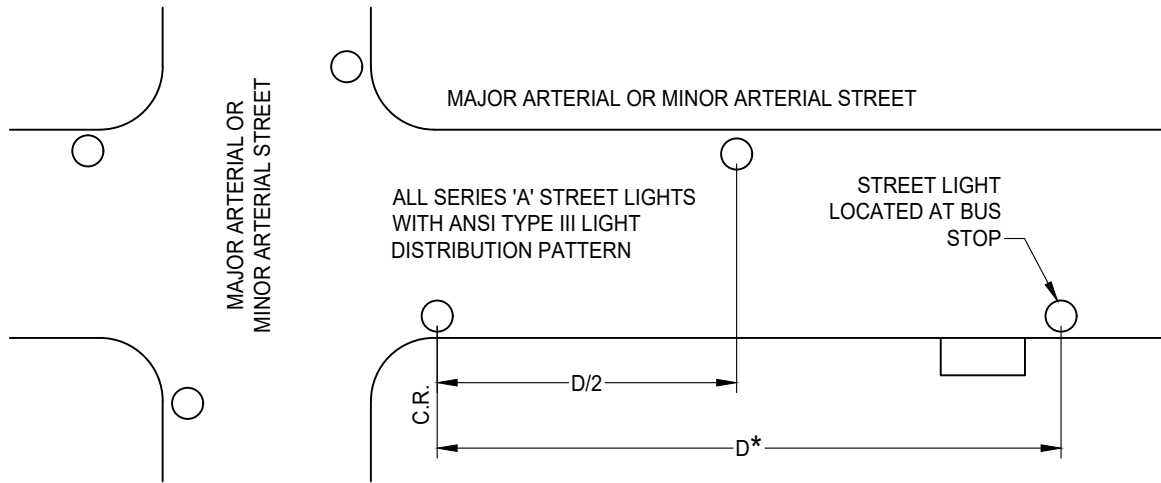 MAJOR ARTERIAL OR
MINOR ARTERIAL STREET
MAJOR ARTERIAL OR MINOR ARTERIAL STREET
ALL SERIES 'A' STREET LIGHTS
WITH ANSI TYPE III LIGHT
DISTRIBUTION PATTERN
STREET LIGHT
LOCATED AT BUS
STOP
C.R.
D/2
D*